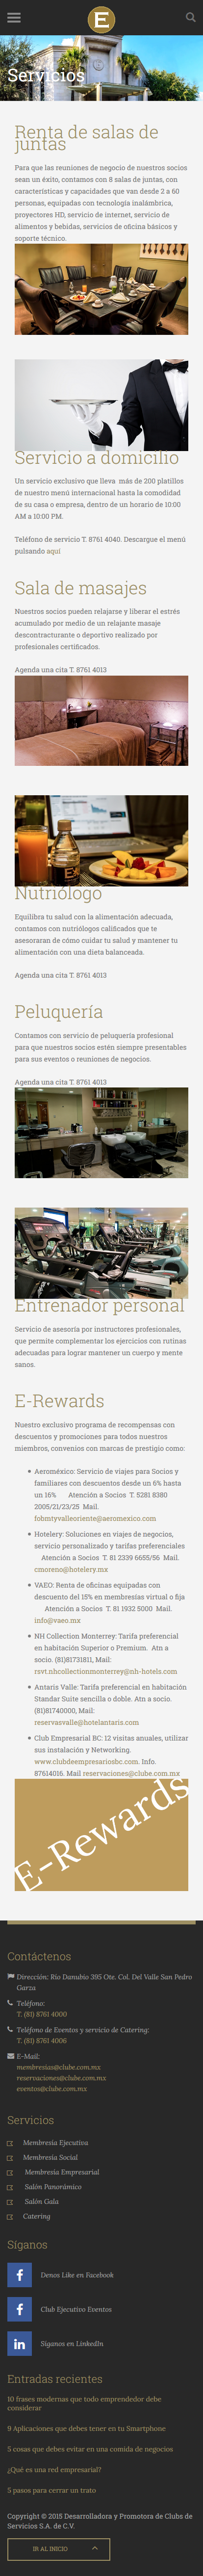 E
Servicios
Renta de salas de
juntas
Para que las reuniones de negocio de nuestros socios
sean un éxito, contamos con 8 salas de juntas, con
características y capacidades que van desde 2 a 60
personas, equipadas con tecnología inalámbrica,
proyectores HD, servicio de internet, servicio de
alimentos y bebidas, servicios de oficina básicos y
soporte técnico.
Servicio a domicilio
Un servicio exclusivo que lleva más de 200 platillos
de nuestro menú internacional hasta la comodidad
de su casa o empresa, dentro de un horario de 10:00
AM a 10:00 PM.
Teléfono de servicio T. 8761 4040. Descargue el menú
pulsando aquí
Sala de masajes
Nuestros socios pueden relajarse y liberar el estrés
acumulado por medio de un relajante masaje
descontracturante o deportivo realizado por
profesionales certificados.
Agenda una cita T. 8761 4013
E
Nutriólogo
Equilibra tu salud con la alimentación adecuada,
contamos con nutriólogos calificados que te
asesoraran de cómo cuidar tu salud y mantener tu
alimentación con una dieta balanceada.
Agenda una cita T. 8761 4013
Peluquería
Contamos con servicio de peluquería profesional
para que nuestros socios estén siempre presentables
para sus eventos o reuniones de negocios.
Agenda una cita T. 8761 4013
Entrenador personal
Servicio de asesoría por instructores profesionales,
que permite complementar los ejercicios con rutinas
adecuadas para lograr mantener un cuerpo y mente
sanos.
E-Rewards
Nuestro exclusivo programa de recompensas con
descuentos y promociones para todos nuestros
miembros, convenios con marcas de prestigio como:
Aeroméxico: Servicio de viajes para Socios y
familiares con descuentos desde un 6% hasta
un 16% Atención a Socios T. 5281 8380
2005/21/23/25 Mail.
fobmtyvalleoriente@aeromexico.com
Hotelery: Soluciones en viajes de negocios,
servicio personalizado y tarifas preferenciales
Atención a Socios T. 81 2339 6655/56 Mail.
cmoreno@hotelery.mx
VAEO: Renta de oficinas equipadas con
descuento del 15% en membresías virtual o fija
Atención a Socios T. 81 1932 5000 Mail.
info@vaeo.mx
NH Collection Monterrey: Tarifa preferencial
en habitación Superior o Premium. Atn a
socio. (81)81731811, Mail:
rsvt.nhcollectionmonterrey@nh-hotels.com
Antaris Valle: Tarifa preferencial en habitación
Standar Suite sencilla o doble. Atn a socio.
(81)81740000, Mail:
reservasvalle@hotelantaris.com
Club Empresarial BC: 12 visitas anuales, utilizar
sus instalación y Networking.
www.clubdeempresariosbc.com. Info.
87614016. Mail reservaciones@clube.com.mx
E-Rewards
Contáctenos
Dirección: Rio Danubio 395 Ote. Col. Del Valle San Pedro
Garza
Teléfono:
T. (81) 8761 4000
Teléfono de Eventos y servicio de Catering:
T. (81) 8761 4006
E-Mail:
membresias@clube.com.mx
reservaciones@clube.com.mx
eventos@clube.com.mx
Servicios
Membresía Ejecutiva
Membresía Social
Membresía Empresarial
Salón Panorámico
Salón Gala
Catering
Síganos
Denos Like en Facebook
Club Ejecutivo Eventos
Síganos en LinkedIn
Entradas recientes
10 frases modernas que todo emprendedor debe
considerar
9 Aplicaciones que debes tener en tu Smartphone
5 cosas que debes evitar en una comida de negocios
¿Qué es una red empresarial?
5 pasos para cerrar un trato
Copyright © 2015 Desarrolladora y Promotora de Clubs de
Servicios S.A. de C.V.
IR AL INICIO